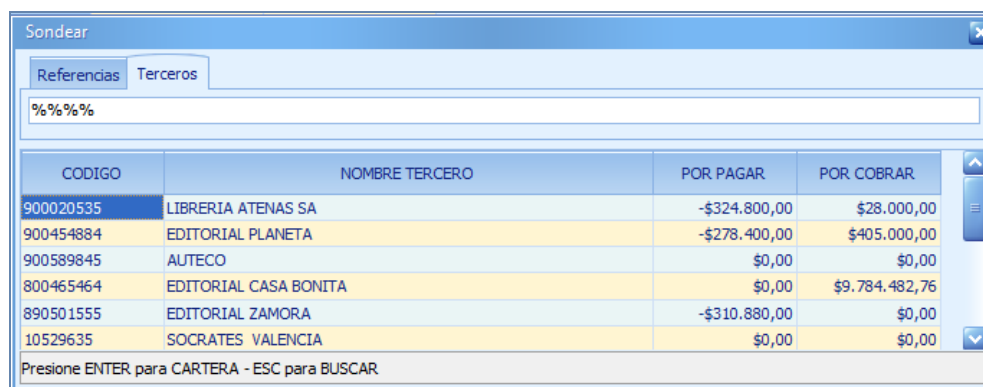 Sondear
Referencias Terceros
%%%%
CODIGO NOMBRE TERCERO POR PAGAR POR COBRAR
900020535 LIBRERIA ATENAS SA -$324.800,00 $28.000,00
900454884 EDITORIAL PLANETA -$278.400,00 $405.000,00
900589845 AUTECO $0,00 $0,00
800465464 EDITORIAL CASA BONITA $0,00 $9.784.482,76
890501555 EDITORIAL ZAMORA -$310.880,00 $0,00
10529635 SOCRATES VALENCIA $0,00 $0,00
Presione ENTER para CARTERA - ESC para BUSCAR